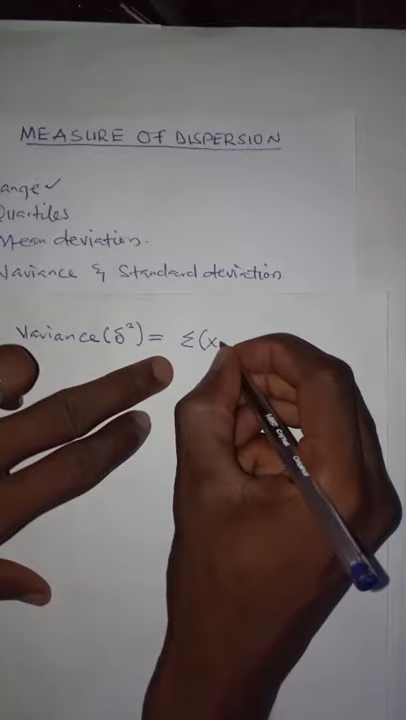 MEASURE OF DISPERSION
ange ✓
Quartiles
Mean deviation.
Variance & Standard deviation
Variance (δ²) = Σ(x